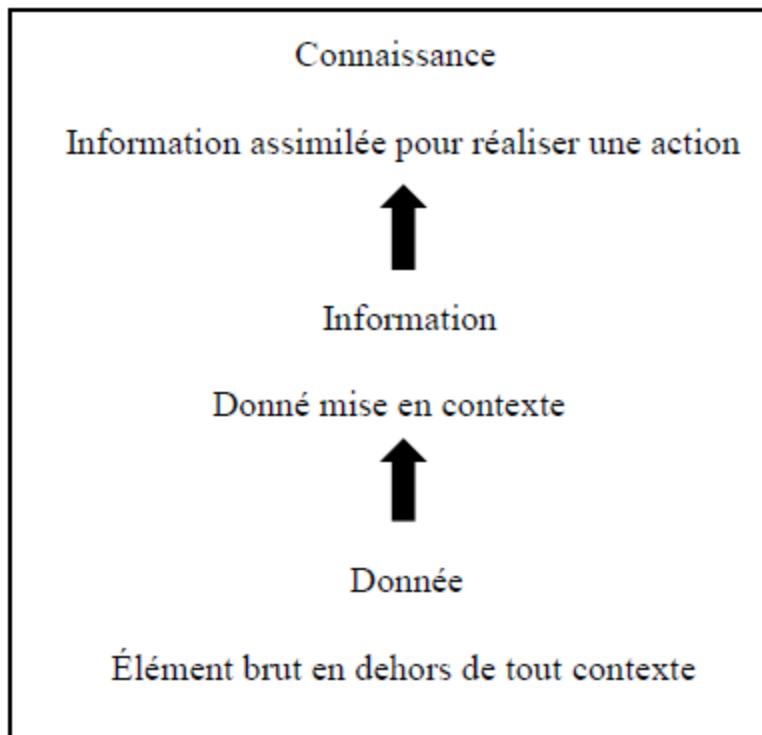 Connaissance
Information assimilée pour réaliser une action
Information
Donné mise en contexte
Donnée
Élément brut en dehors de tout contexte